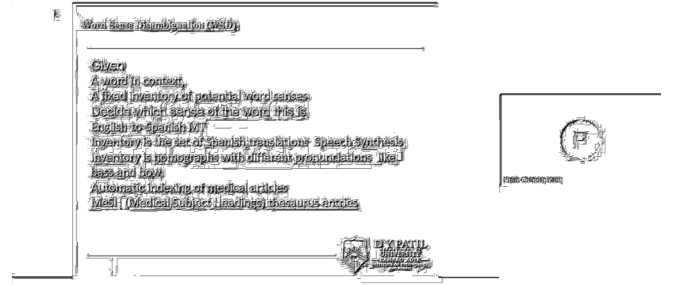 Word Sense Disambiguation (WSD)
Given
A word in context,
A fixed inventory of potential word senses
Decide which sense of the word this is
English-to-Spanish MT
Inventory is the set of Spanish translations Speech Synthesis
Inventory is homographs with different pronunciations like
bass and bow
Automatic indexing of medical articles
MeSH (Medical Subject Headings) thesaurus entries
D Y PATIL
UNIVERSITY
P